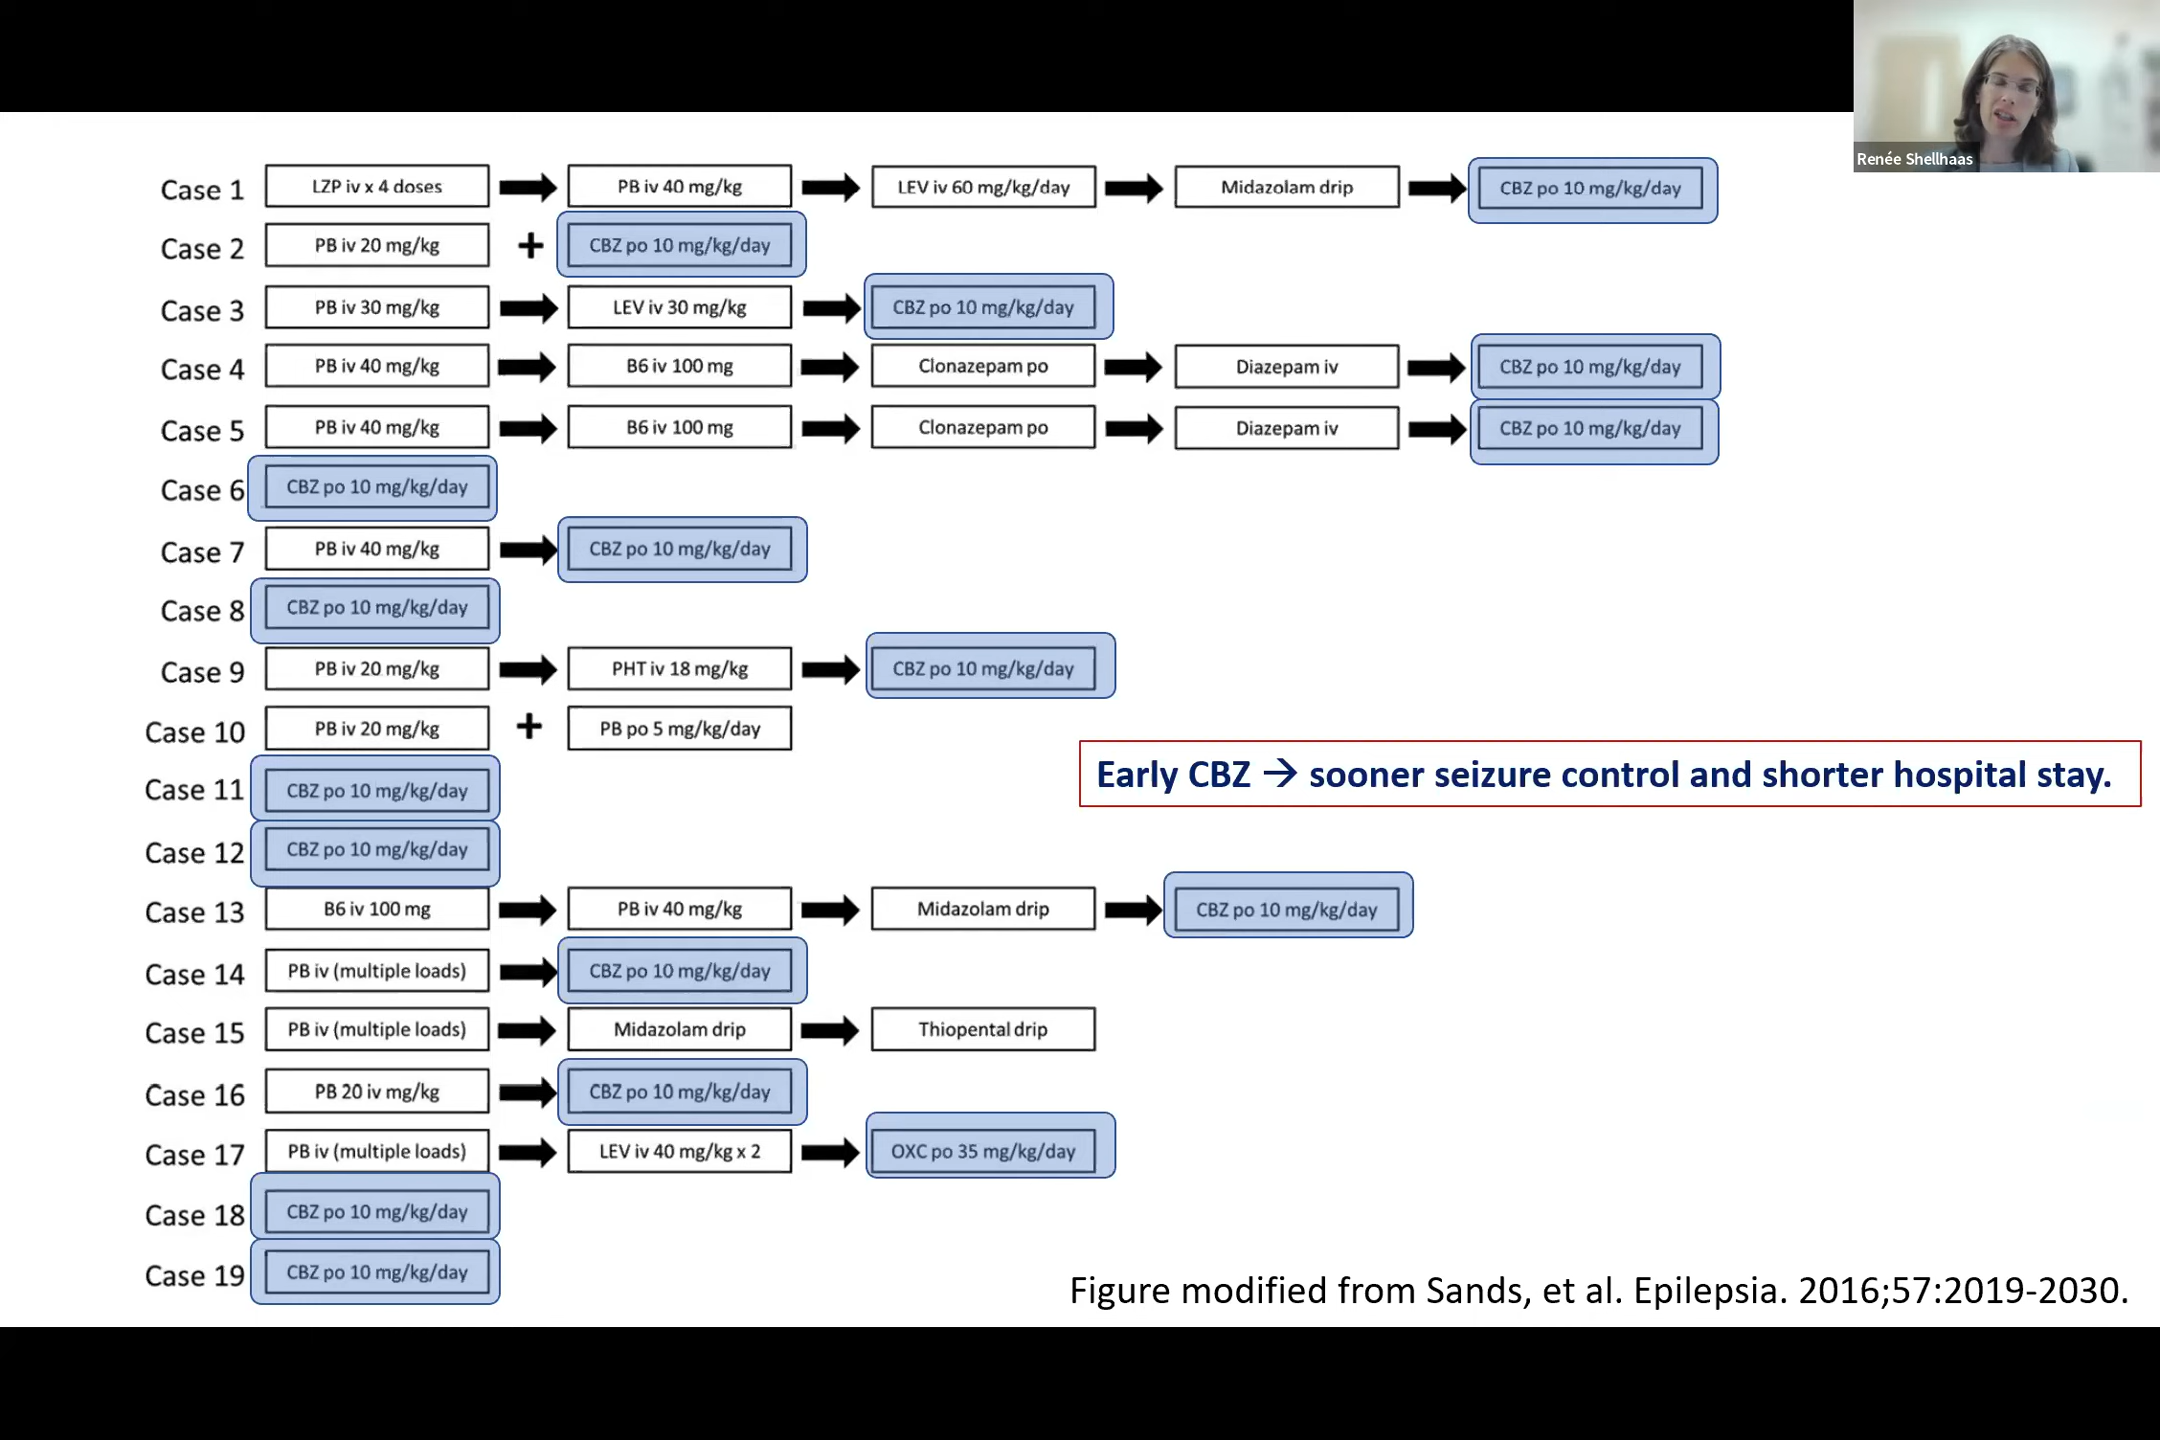 Renée Shellhaas
Case 1 LZP iv x 4 doses PB iv 40 mg/kg LEV iv 60 mg/kg/day Midazolam drip CBZ po 10 mg/kg/day
Case 2 PB iv 20 mg/kg + CBZ po 10 mg/kg/day
Case 3 PB iv 30 mg/kg LEV iv 30 mg/kg CBZ po 10 mg/kg/day
Case 4 PB iv 40 mg/kg B6 iv 100 mg Clonazepam po Diazepam iv CBZ po 10 mg/kg/day
Case 5 PB iv 40 mg/kg B6 iv 100 mg Clonazepam po Diazepam iv CBZ po 10 mg/kg/day
Case 6 CBZ po 10 mg/kg/day
Case 7 PB iv 40 mg/kg CBZ po 10 mg/kg/day
Case 8 CBZ po 10 mg/kg/day
Case 9 PB iv 20 mg/kg PHT iv 18 mg/kg CBZ po 10 mg/kg/day
Case 10 PB iv 20 mg/kg + PB po 5 mg/kg/day
Early CBZ → sooner seizure control and shorter hospital stay.
Case 11 CBZ po 10 mg/kg/day
Case 12 CBZ po 10 mg/kg/day
Case 13 B6 iv 100 mg PB iv 40 mg/kg Midazolam drip CBZ po 10 mg/kg/day
Case 14 PB iv (multiple loads) CBZ po 10 mg/kg/day
Case 15 PB iv (multiple loads) Midazolam drip Thiopental drip
Case 16 PB 20 iv mg/kg CBZ po 10 mg/kg/day
Case 17 PB iv (multiple loads) LEV iv 40 mg/kg x 2 OXC po 35 mg/kg/day
Case 18 CBZ po 10 mg/kg/day
Case 19 CBZ po 10 mg/kg/day
Figure modified from Sands, et al. Epilepsia. 2016;57:2019-2030.